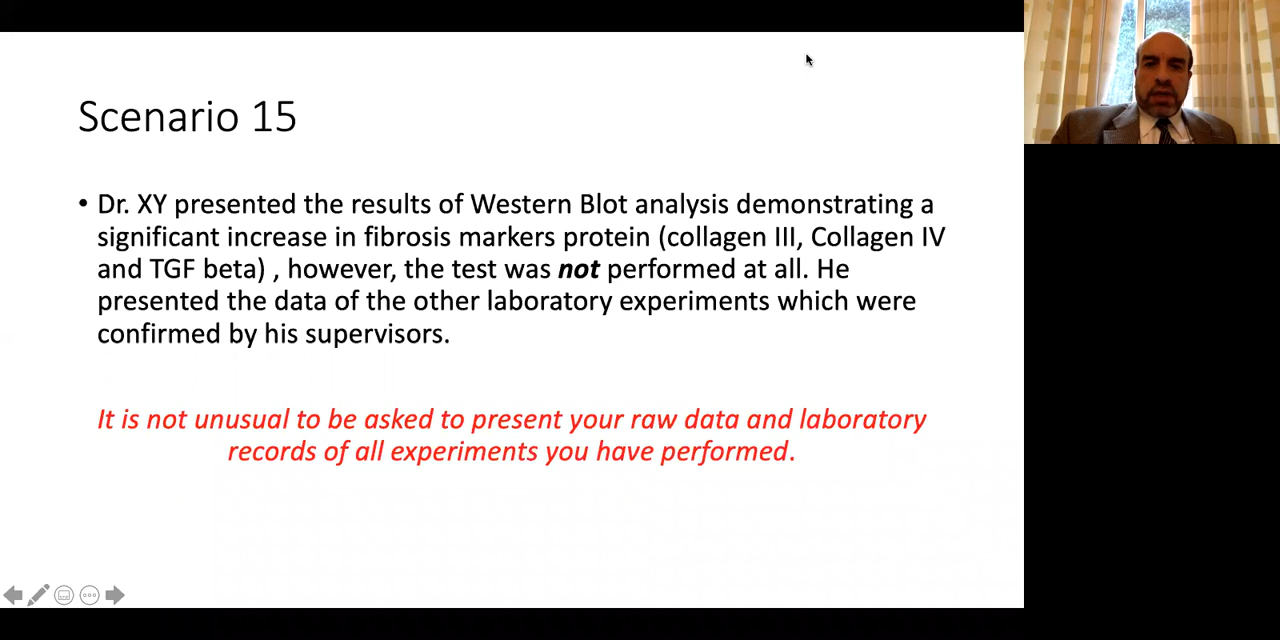 Scenario 15
• Dr. XY presented the results of Western Blot analysis demonstrating a
significant increase in fibrosis markers protein (collagen III, Collagen IV
and TGF beta) , however, the test was not performed at all. He
presented the data of the other laboratory experiments which were
confirmed by his supervisors.
It is not unusual to be asked to present your raw data and laboratory
records of all experiments you have performed.